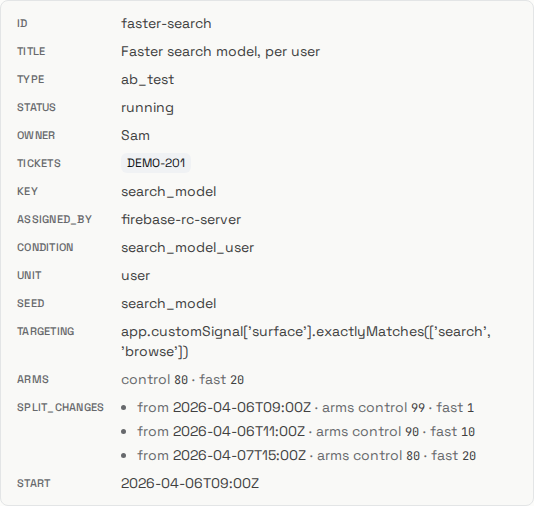 ID faster-search
TITLE Faster search model, per user
TYPE ab_test
STATUS running
OWNER Sam
TICKETS DEMO-201
KEY search_model
ASSIGNED_BY firebase-rc-server
CONDITION search_model_user
UNIT user
SEED search_model
TARGETING app.customSignal['surface'].exactlyMatches(['search',
'browse'])
ARMS control 80 · fast 20
SPLIT_CHANGES • from 2026-04-06T09:00Z · arms control 99 · fast 1
• from 2026-04-06T11:00Z · arms control 90 · fast 10
• from 2026-04-07T15:00Z · arms control 80 · fast 20
START 2026-04-06T09:00Z